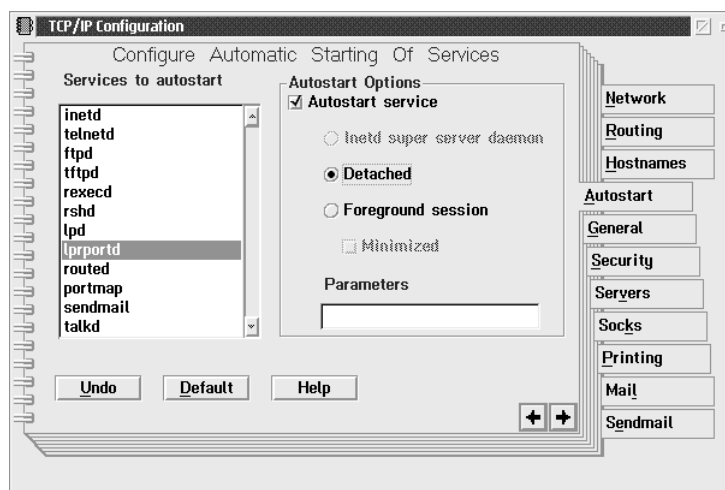 TCP/IP Configuration
Configure Automatic Starting Of Services
Services to autostart
inetd
telnetd
ftpd
tftpd
rexecd
rshd
lpd
lprportd
routed
portmap
sendmail
talkd
Autostart Options
Autostart service
Inetd super server daemon
Detached
Foreground session
Minimized
Parameters
Undo
Default
Help
Network
Routing
Hostnames
Autostart
General
Security
Servers
Socks
Printing
Mail
Sendmail